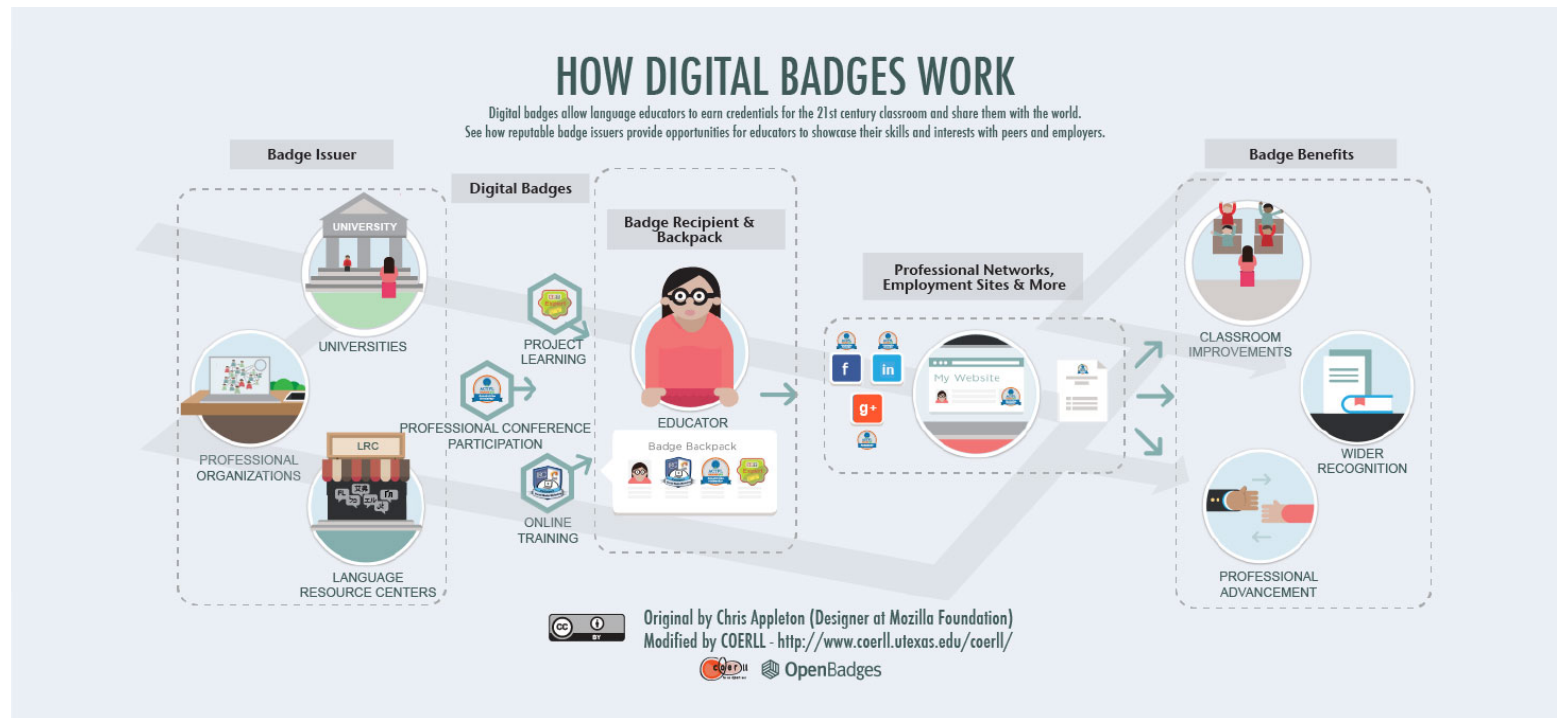 HOW DIGITAL BADGES WORK
Digital badges allow language educators to earn credentials for the 21st century classroom and share them with the world.
See how reputable badge issuers provide opportunities for educators to showcase their skills and interests with peers and employers.
Badge Issuer
UNIVERSITY
UNIVERSITIES
PROFESSIONAL
ORGANIZATIONS
LRC
LANGUAGE
RESOURCE CENTERS
Digital Badges
PROJECT
LEARNING
PROFESSIONAL CONFERENCE
PARTICIPATION
ONLINE
TRAINING
Badge Recipient &
Backpack
EDUCATOR
Badge Backpack
Professional Networks,
Employment Sites & More
f
in
g+
My Website
Badge Benefits
CLASSROOM
IMPROVEMENTS
WIDER
RECOGNITION
PROFESSIONAL
ADVANCEMENT
cc
BY
Original by Chris Appleton (Designer at Mozilla Foundation)
Modified by COERLL - http://www.coerll.utexas.edu/coerll/
coerll
OpenBadges